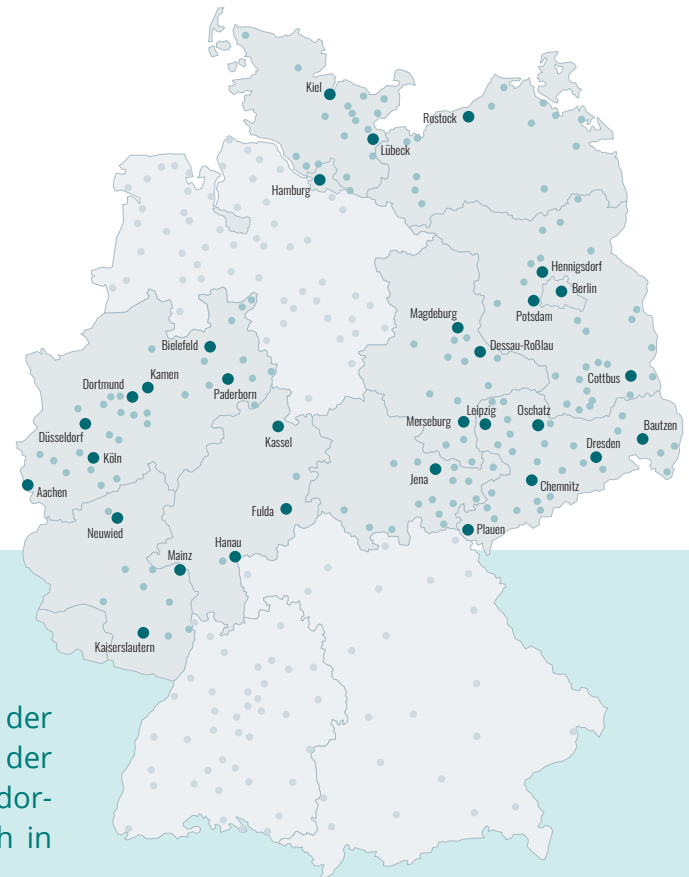 Kiel
Rostock
Lübeck
Hamburg
Hennigsdorf
Berlin
Potsdam
Magdeburg
Dessau-Roßlau
Bielefeld
Kamen
Dortmund
Paderborn
Cottbus
Leipzig
Oschatz
Merseburg
Bautzen
Düsseldorf
Kassel
Dresden
Köln
Jena
Chemnitz
Aachen
Fulda
Plauen
Neuwied
Hanau
Mainz
Kaiserslautern
der
der
dor-
h in